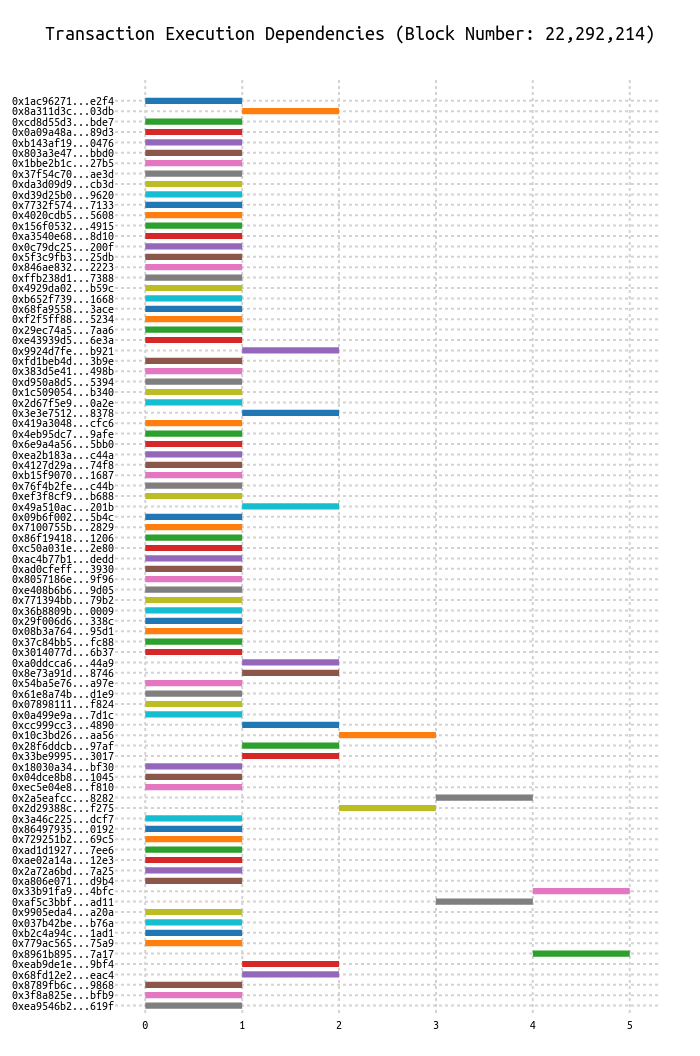 Transaction Execution Dependencies (Block Number: 22,292,214)
0x1ac96271...e2f4
0x8a311d3c...03db
0xcd8d55d3...bde7
0x0a09a48a...89d3
0xb143af19...0476
0x803a3e47...bbd0
0x1bbe2b1c...27b5
0x37f54c70...ae3d
0xda3d09d9...cb3d
0xd39d25b0...9620
0x7732f574...7133
0x4020cdb5...5608
0x156f0532...4915
0xa3540e68...8d10
0x0c79dc25...200f
0x5f3c9fb3...25db
0x846ae832...2223
0xffb238d1...7388
0x4929da02...b59c
0xb652f739...1668
0x68fa9558...3ace
0xf2f5ff88...5234
0x29ec74a5...7aa6
0xe43939d5...6e3a
0x9924d7fe...b921
0xfd1beb4d...3b9e
0x383d5e41...498b
0xd950a8d5...5394
0x1c509054...b340
0x2d67f5e9...0a2e
0x3e3e7512...8378
0x419a3048...cfc6
0x4eb95dc7...9afe
0x6e9a4a56...5bb0
0xea2b183a...c44a
0x4127d29a...74f8
0xb15f9070...1687
0x76f4b2fe...c44b
0xef3f8cf9...b688
0x49a510ac...201b
0x09b6f002...5b4c
0x7100755b...2829
0x86f19418...1206
0xc50a031e...2e80
0xac4b77b1...dedd
0xad0cfeff...3930
0x8057186e...9f96
0xe408b6b6...9d05
0x771394bb...79b2
0x36b8809b...0009
0x29f006d6...338c
0x08b3a764...95d1
0x37c84bb5...fc88
0x3014077d...6b37
0xa0ddcca6...44a9
0x8e73a91d...8746
0x54ba5e76...a97e
0x61e8a74b...d1e9
0x07898111...f824
0x0a499e9a...7d1c
0xcc999cc3...4890
0x10c3bd26...aa56
0x28f6ddcb...97af
0x33be9995...3017
0x18030a34...bf30
0x04dce8b8...1045
0xec5e04e8...f810
0x2a5eafcc...8282
0x2d29388c...f275
0x3a46c225...dcf7
0x86497935...0192
0x729251b2...69c5
0xad1d1927...7ee6
0xae02a14a...12e3
0x2a72a6bd...7a25
0xa806e071...d9b4
0x33b91fa9...4bfc
0xaf5c3bbf...ad11
0x9905eda4...a20a
0x037b42be...b76a
0xb2c4a94c...1ad1
0x779ac565...75a9
0x8961b895...7a17
0xeab9de1e...9bf4
0x68fd12e2...eac4
0x8789fb6c...9868
0x3f8a825e...bfb9
0xea9546b2...619f
0 1 2 3 4 5